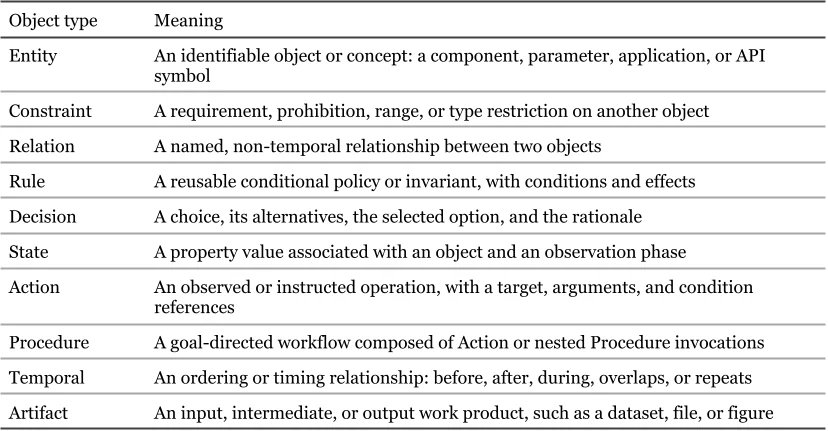 Object type Meaning
Entity An identifiable object or concept: a component, parameter, application, or API
symbol
Constraint A requirement, prohibition, range, or type restriction on another object
Relation A named, non-temporal relationship between two objects
Rule A reusable conditional policy or invariant, with conditions and effects
Decision A choice, its alternatives, the selected option, and the rationale
State A property value associated with an object and an observation phase
Action An observed or instructed operation, with a target, arguments, and condition
references
Procedure A goal-directed workflow composed of Action or nested Procedure invocations
Temporal An ordering or timing relationship: before, after, during, overlaps, or repeats
Artifact An input, intermediate, or output work product, such as a dataset, file, or figure